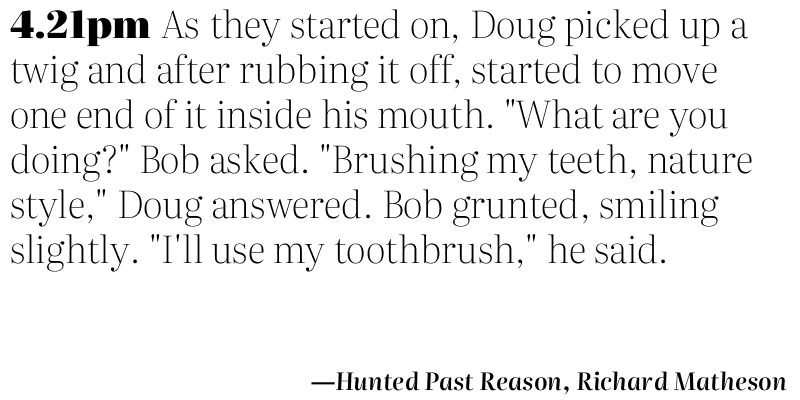 4.21pm As they started on, Doug picked up a
twig and after rubbing it off, started to move
one end of it inside his mouth. "What are you
doing?" Bob asked. "Brushing my teeth, nature
style," Doug answered. Bob grunted, smiling
slightly. "I'll use my toothbrush," he said.
—Hunted Past Reason, Richard Matheson